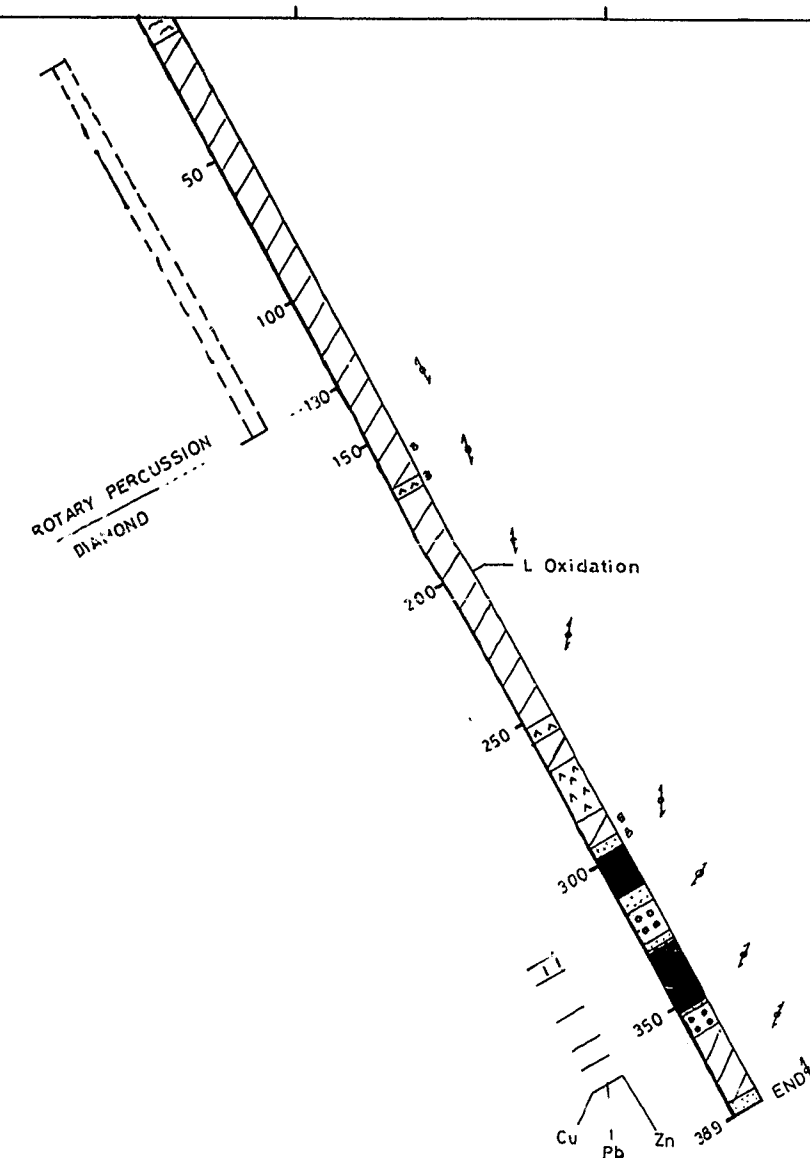 50
100
130
150
ROTARY PERCUSSION
DIAMOND
L Oxidation
200
250
300
350
END
389
Cu
Pb
Zn